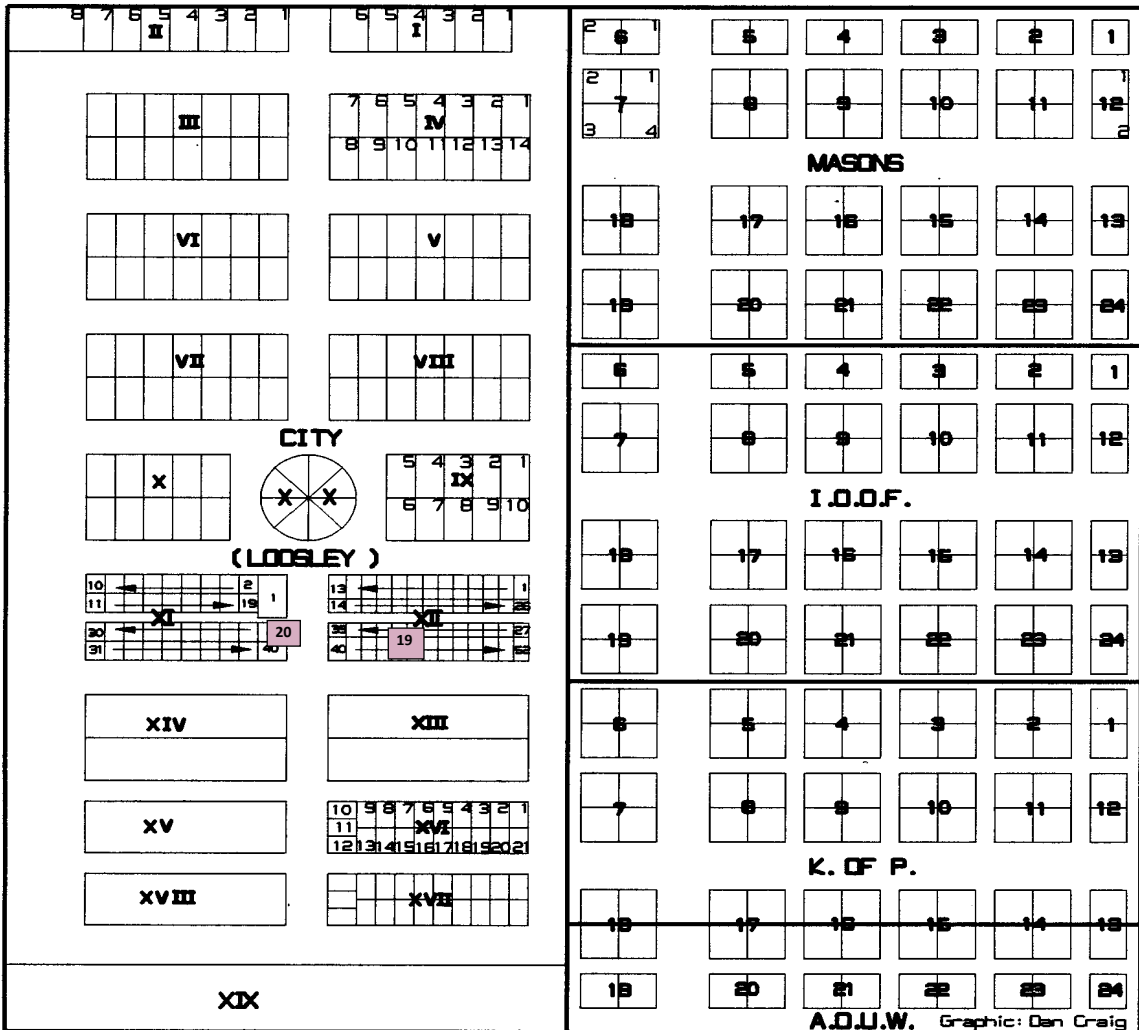 8 7 6 5 4 3 2 1
II
4 3 2 1
I
III
7 6 5 4 3 2 1
IV
8 9 10 11 12 13 14
VI
V
VII
VIII
CITY
X
X X
5 4 3 2 1
IX
6 7 8 9 10
(LOOSLEY)
10 2 1
11 19
XI
30 20
31 40
13 1
14 26
XII
19 27
40 52
XIV
XIII
XV
10 9 8 7 6 5 4 3 2 1
11 XVI
12 13 14 15 16 17 18 19 20 21
XVIII
XVII
XIX
2 6 1 5 4 3 2 1
2 1 1
7 8 9 10 11 12
3 4 2
MASONS
18 17 16 15 14 13
19 20 21 22 23 24
6 5 4 3 2 1
7 8 9 10 11 12
I.O.O.F.
18 17 16 15 14 13
19 20 21 22 23 24
6 5 4 3 2 1
7 8 9 10 11 12
K. OF P.
18 17 16 15 14 13
19 20 21 22 23 24
A.O.U.W. Graphic: Dan Craig